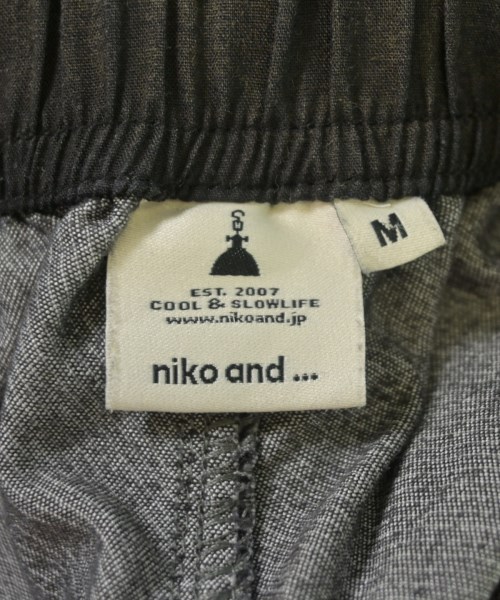 M
EST. 2007
COOL & SLOWLIFE
www.nikoand.jp
niko and ...